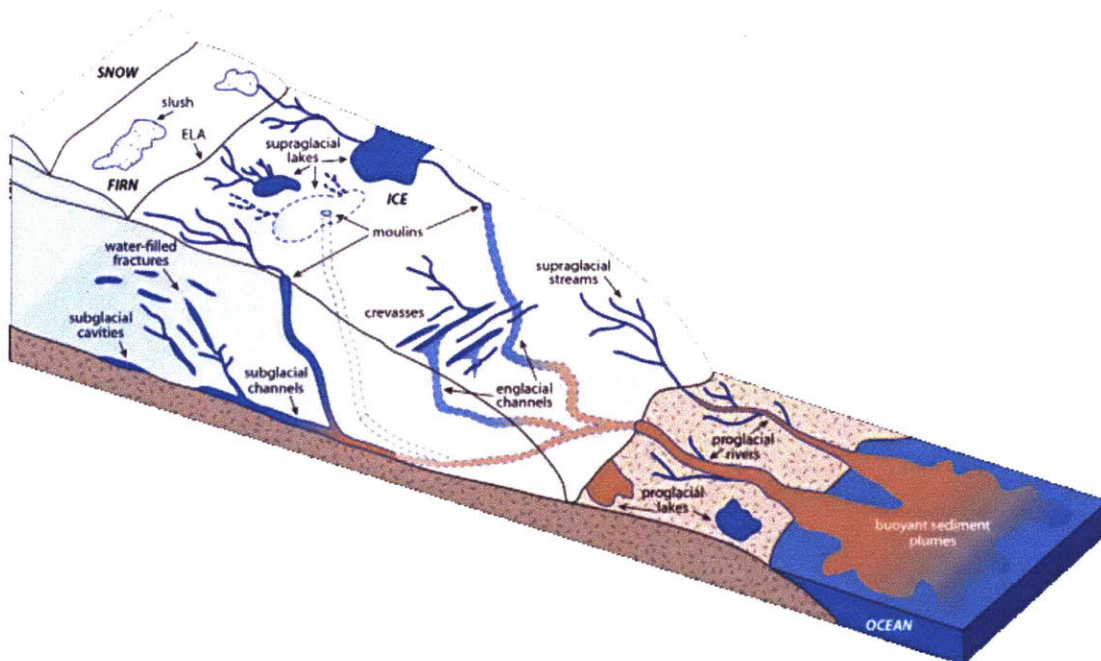 SNOW
slush
ELA
supraglacial
lakes
FIRN
ICE
moulins
water-filled
fractures
supraglacial
streams
subglacial
cavities
crevasses
subglacial
channels
englacial
channels
proglacial
rivers
proglacial
lakes
buoyant sediment
plumes
OCEAN